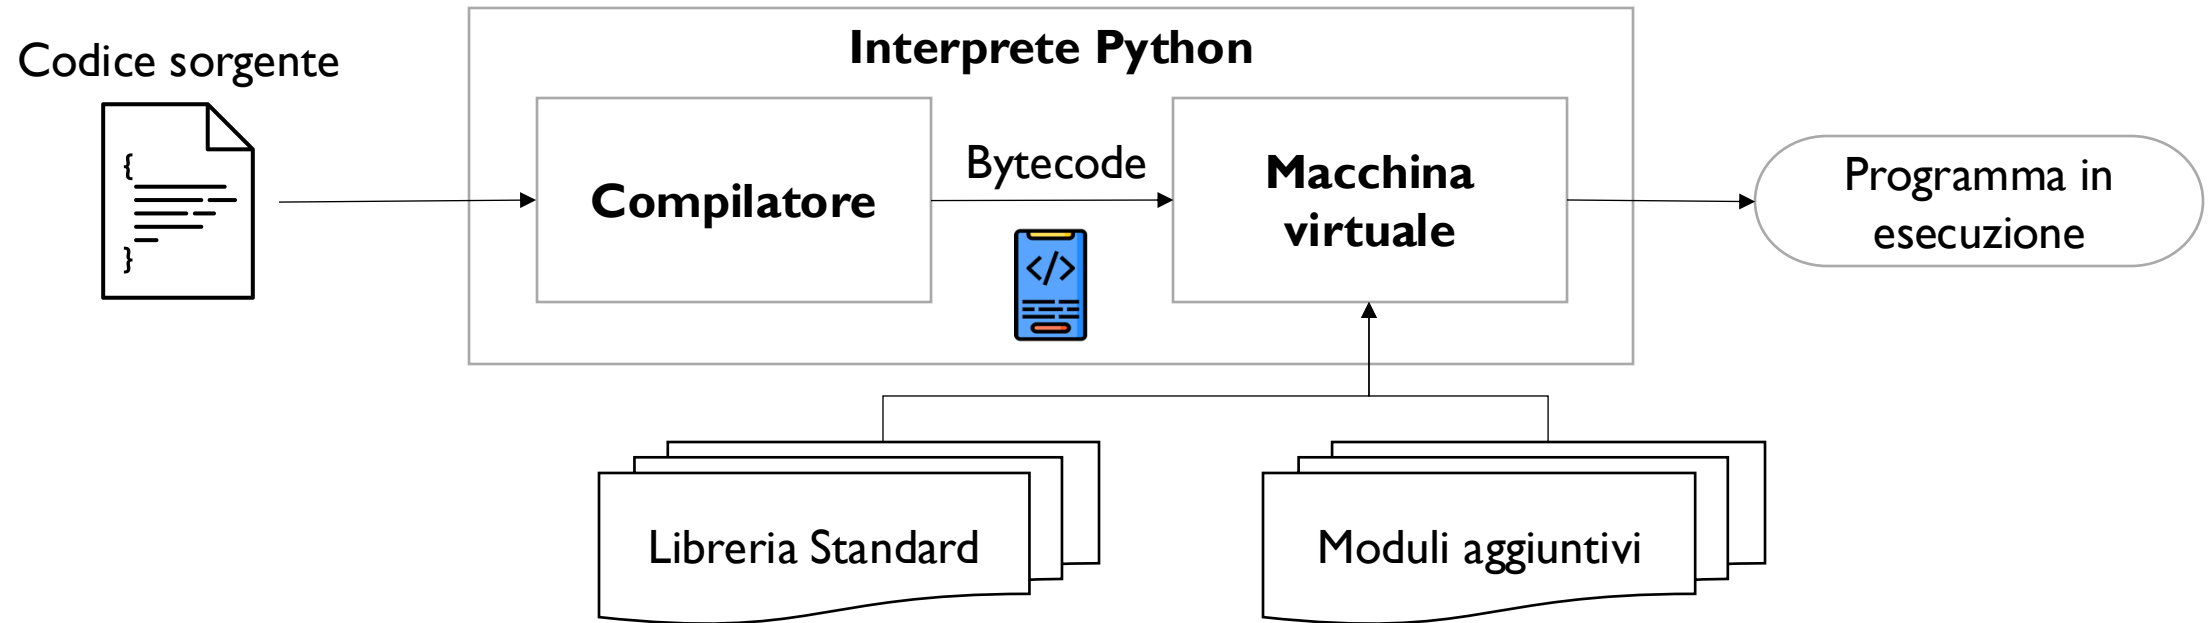 Codice sorgente
Interprete Python
{
}
Compilatore
Bytecode
</>
Macchina
virtuale
Programma in
esecuzione
Libreria Standard
Moduli aggiuntivi